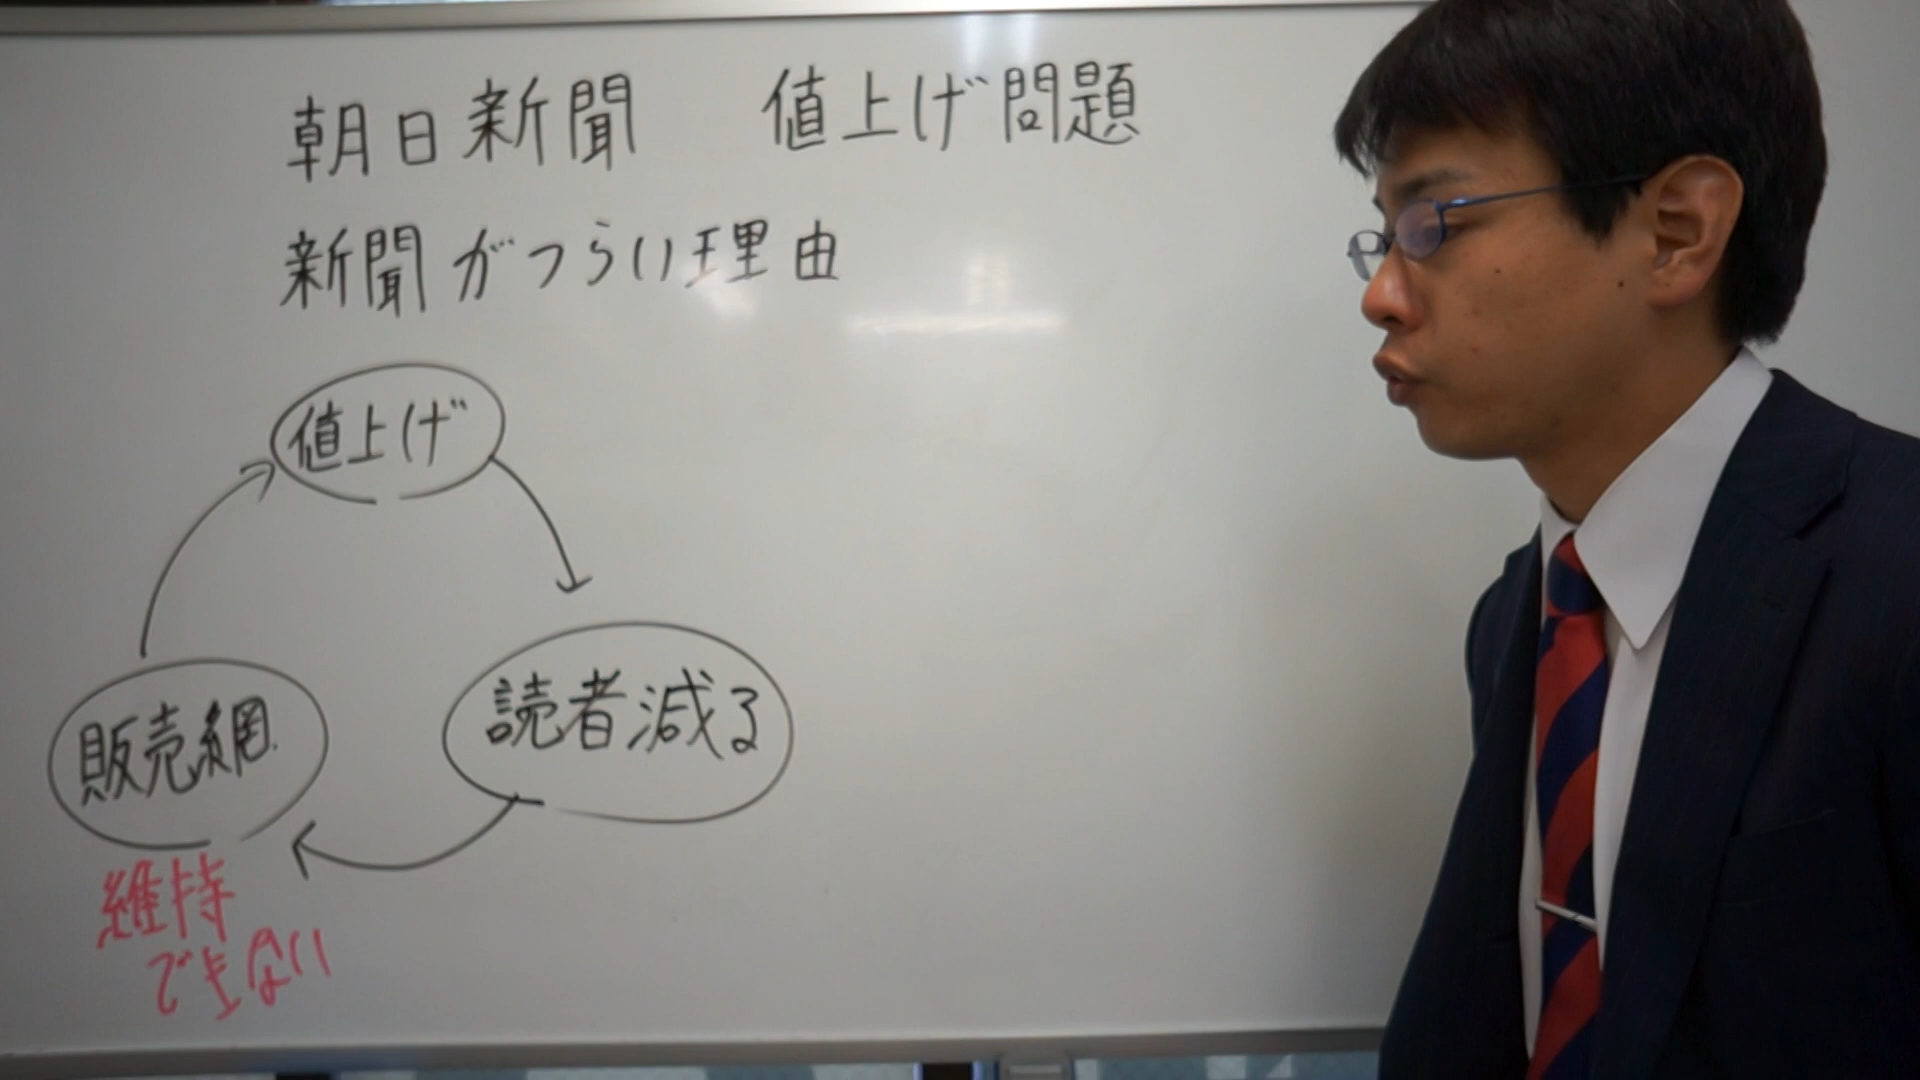 朝日新聞　値上げ問題
新聞がつらい理由
値上げ
読者減る
販売網
維持
できない